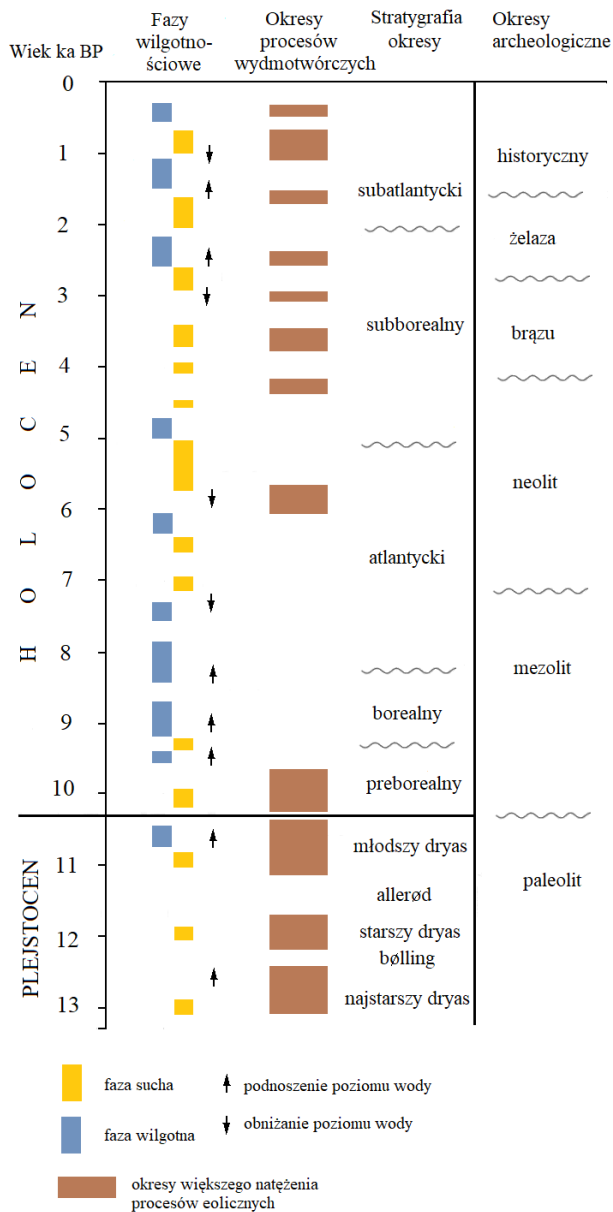 Wiek ka BP
Fazy
wilgotno-
ściowe
Okresy
procesów
wydmotwórczych
Stratygrafia
okresy
Okresy
archeologiczne
0
1
2
3
4
5
6
7
8
9
10
11
12
13
HOLOCEN
PLEJSTOCEN
subatlantycki
subborealny
atlantycki
borealny
preborealny
młodszy dryas
allerød
starszy dryas
bølling
najstarszy dryas
historyczny
żelaza
brązu
neolit
mezolit
paleolit
faza sucha
podnoszenie poziomu wody
faza wilgotna
obniżanie poziomu wody
okresy większego natężenia
procesów eolicznych